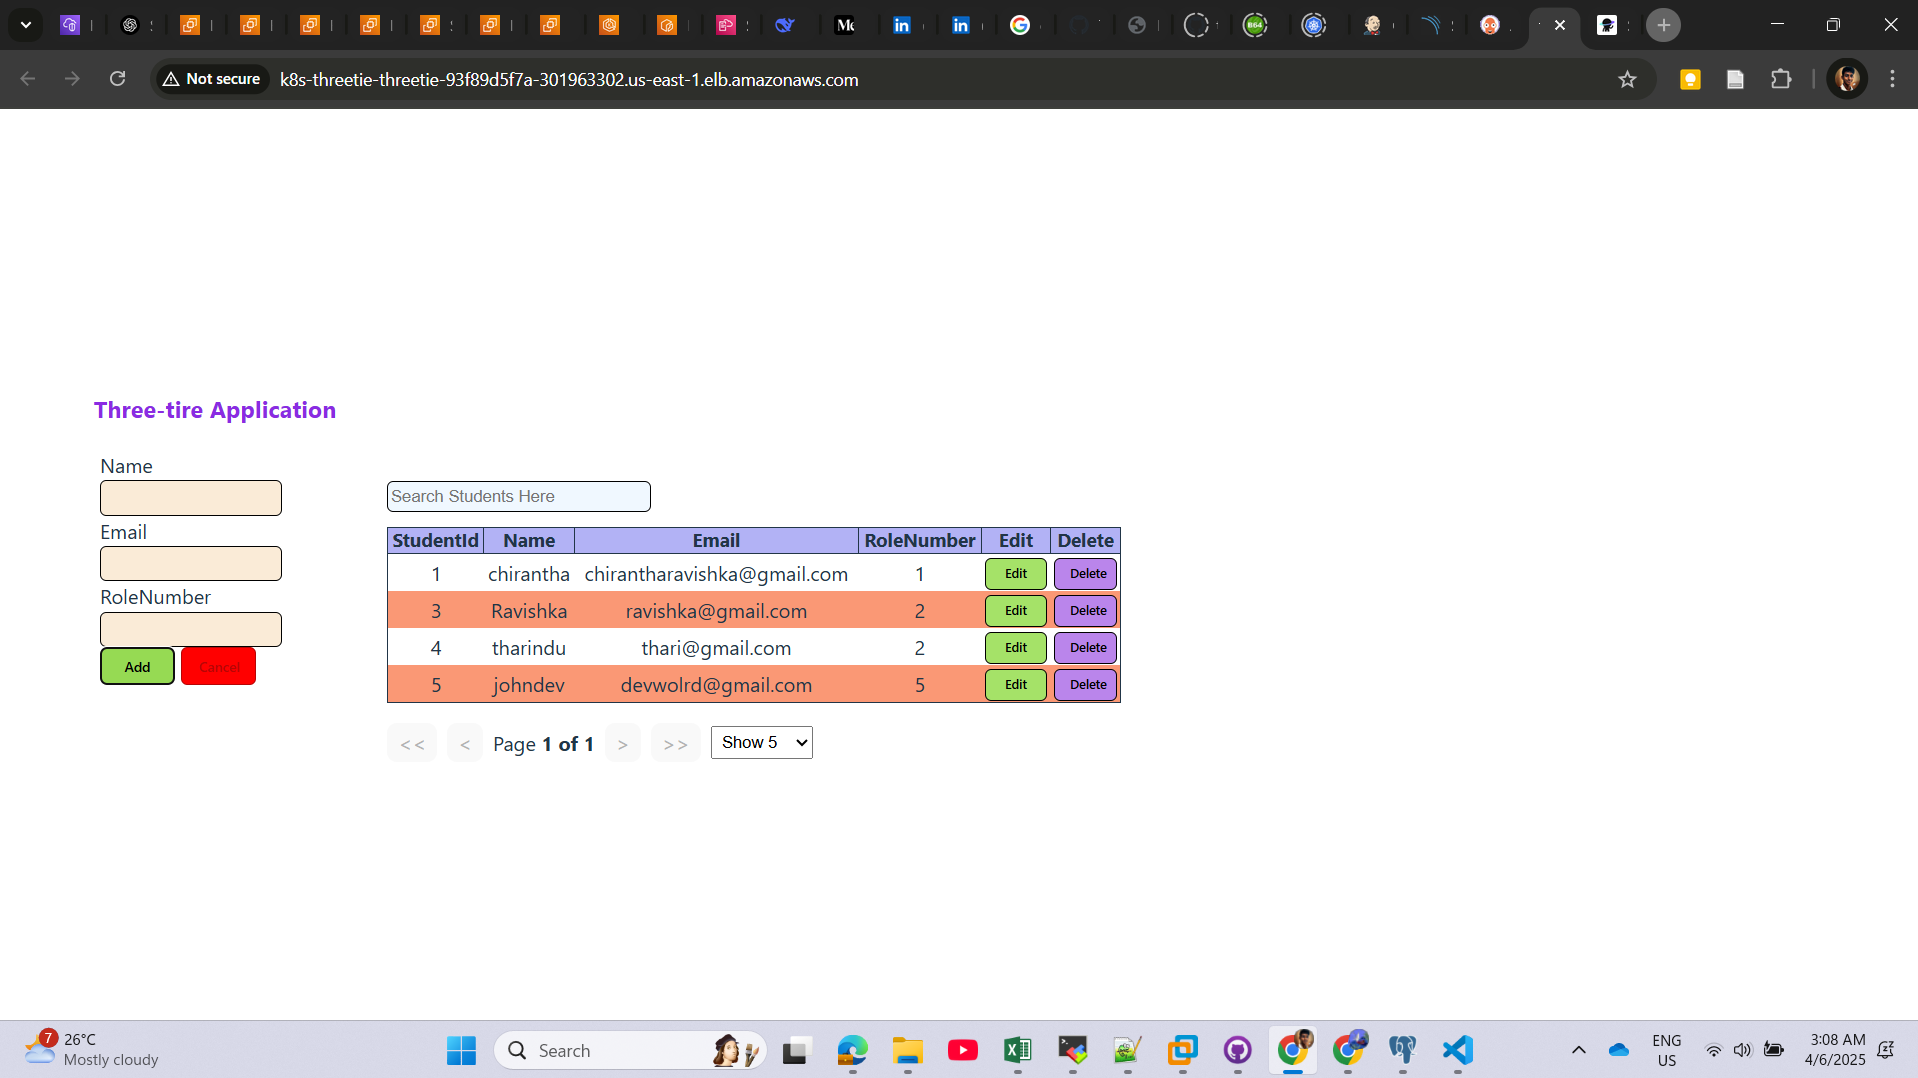 Not secure k8s-threetie-threetie-93f89d5f7a-301963302.us-east-1.elb.amazonaws.com
Three-tire Application
Name
Email
RoleNumber
Add Cancel
Search Students Here
StudentId Name Email RoleNumber Edit Delete
1 chirantha chirantharavishka@gmail.com 1 Edit Delete
3 Ravishka ravishka@gmail.com 2 Edit Delete
4 tharindu thari@gmail.com 2 Edit Delete
5 johndev devwolrd@gmail.com 5 Edit Delete
<< < Page 1 of 1 > >> Show 5
7 26°C
Mostly cloudy
Search
ENG
US
3:08 AM
4/6/2025